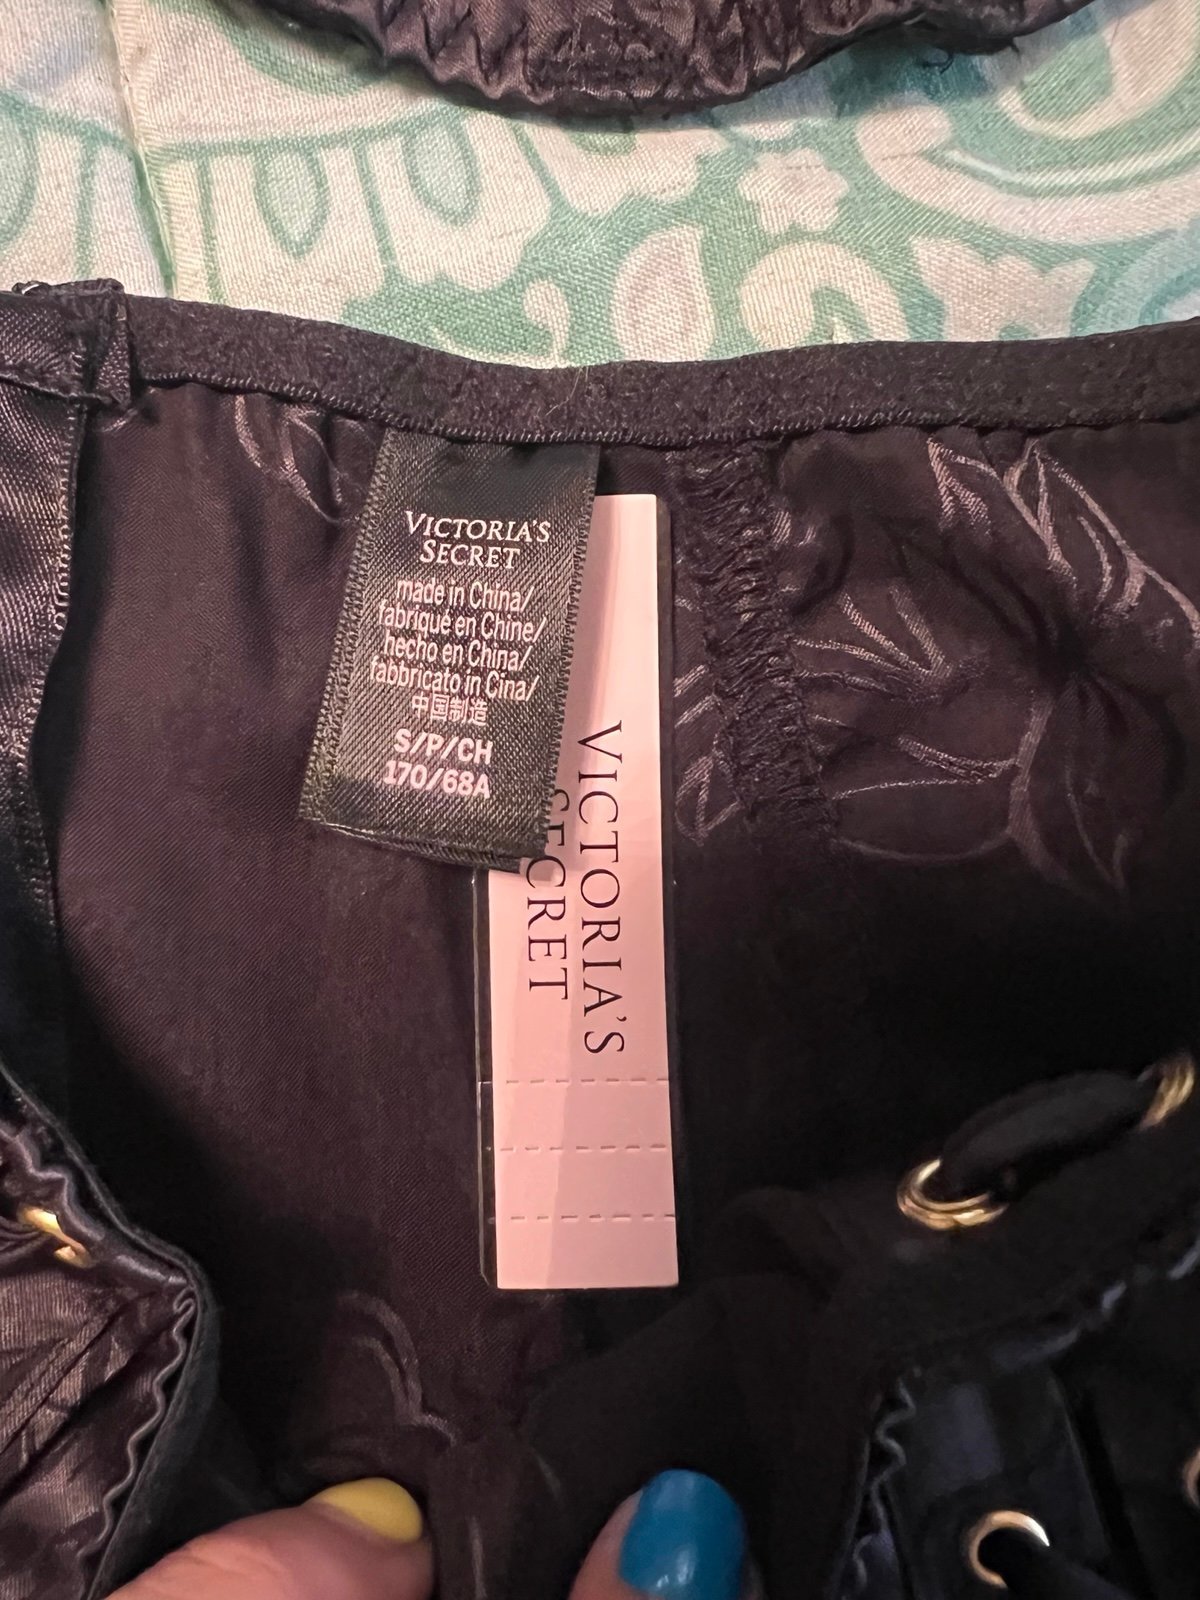 VICTORIA'S
SECRET
made in China/
fabriqué en Chine/
hecho en China/
fabbricato in Cina/
中国制造
S/P/CH
170/68A
VICTORIA'S
SECRET